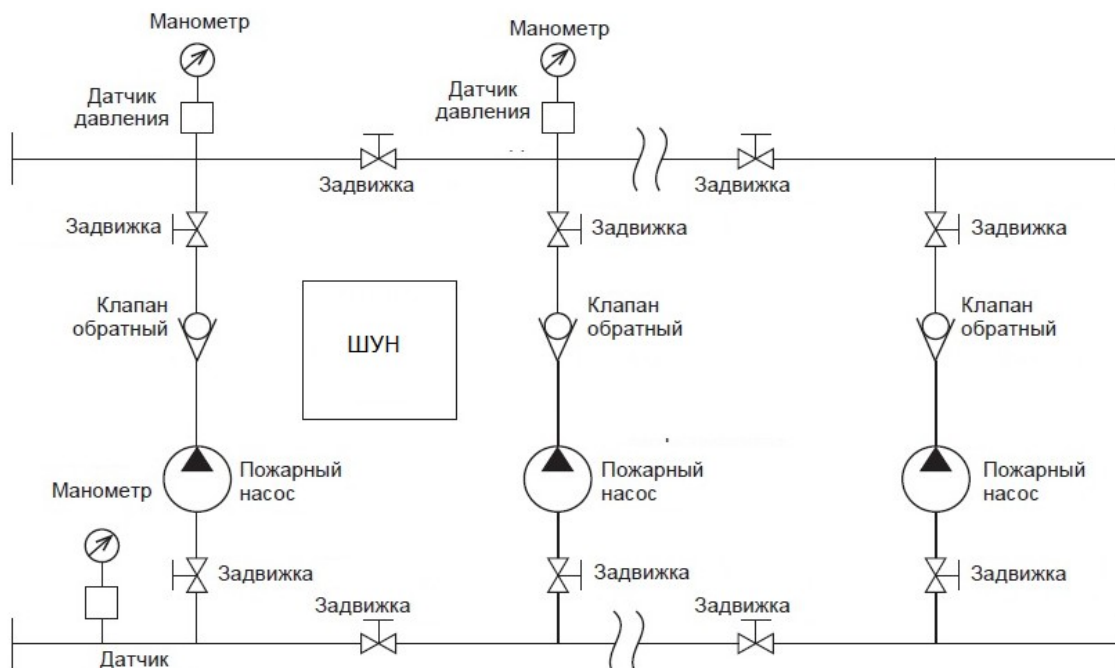 Манометр
Манометр
Датчик
давления
Датчик
давления
Задвижка
Задвижка
Задвижка
Задвижка
Задвижка
Клапан
обратный
ШУН
Клапан
обратный
Клапан
обратный
Пожарный
насос
Пожарный
насос
Пожарный
насос
Манометр
Задвижка
Задвижка
Задвижка
Задвижка
Задвижка
Датчик